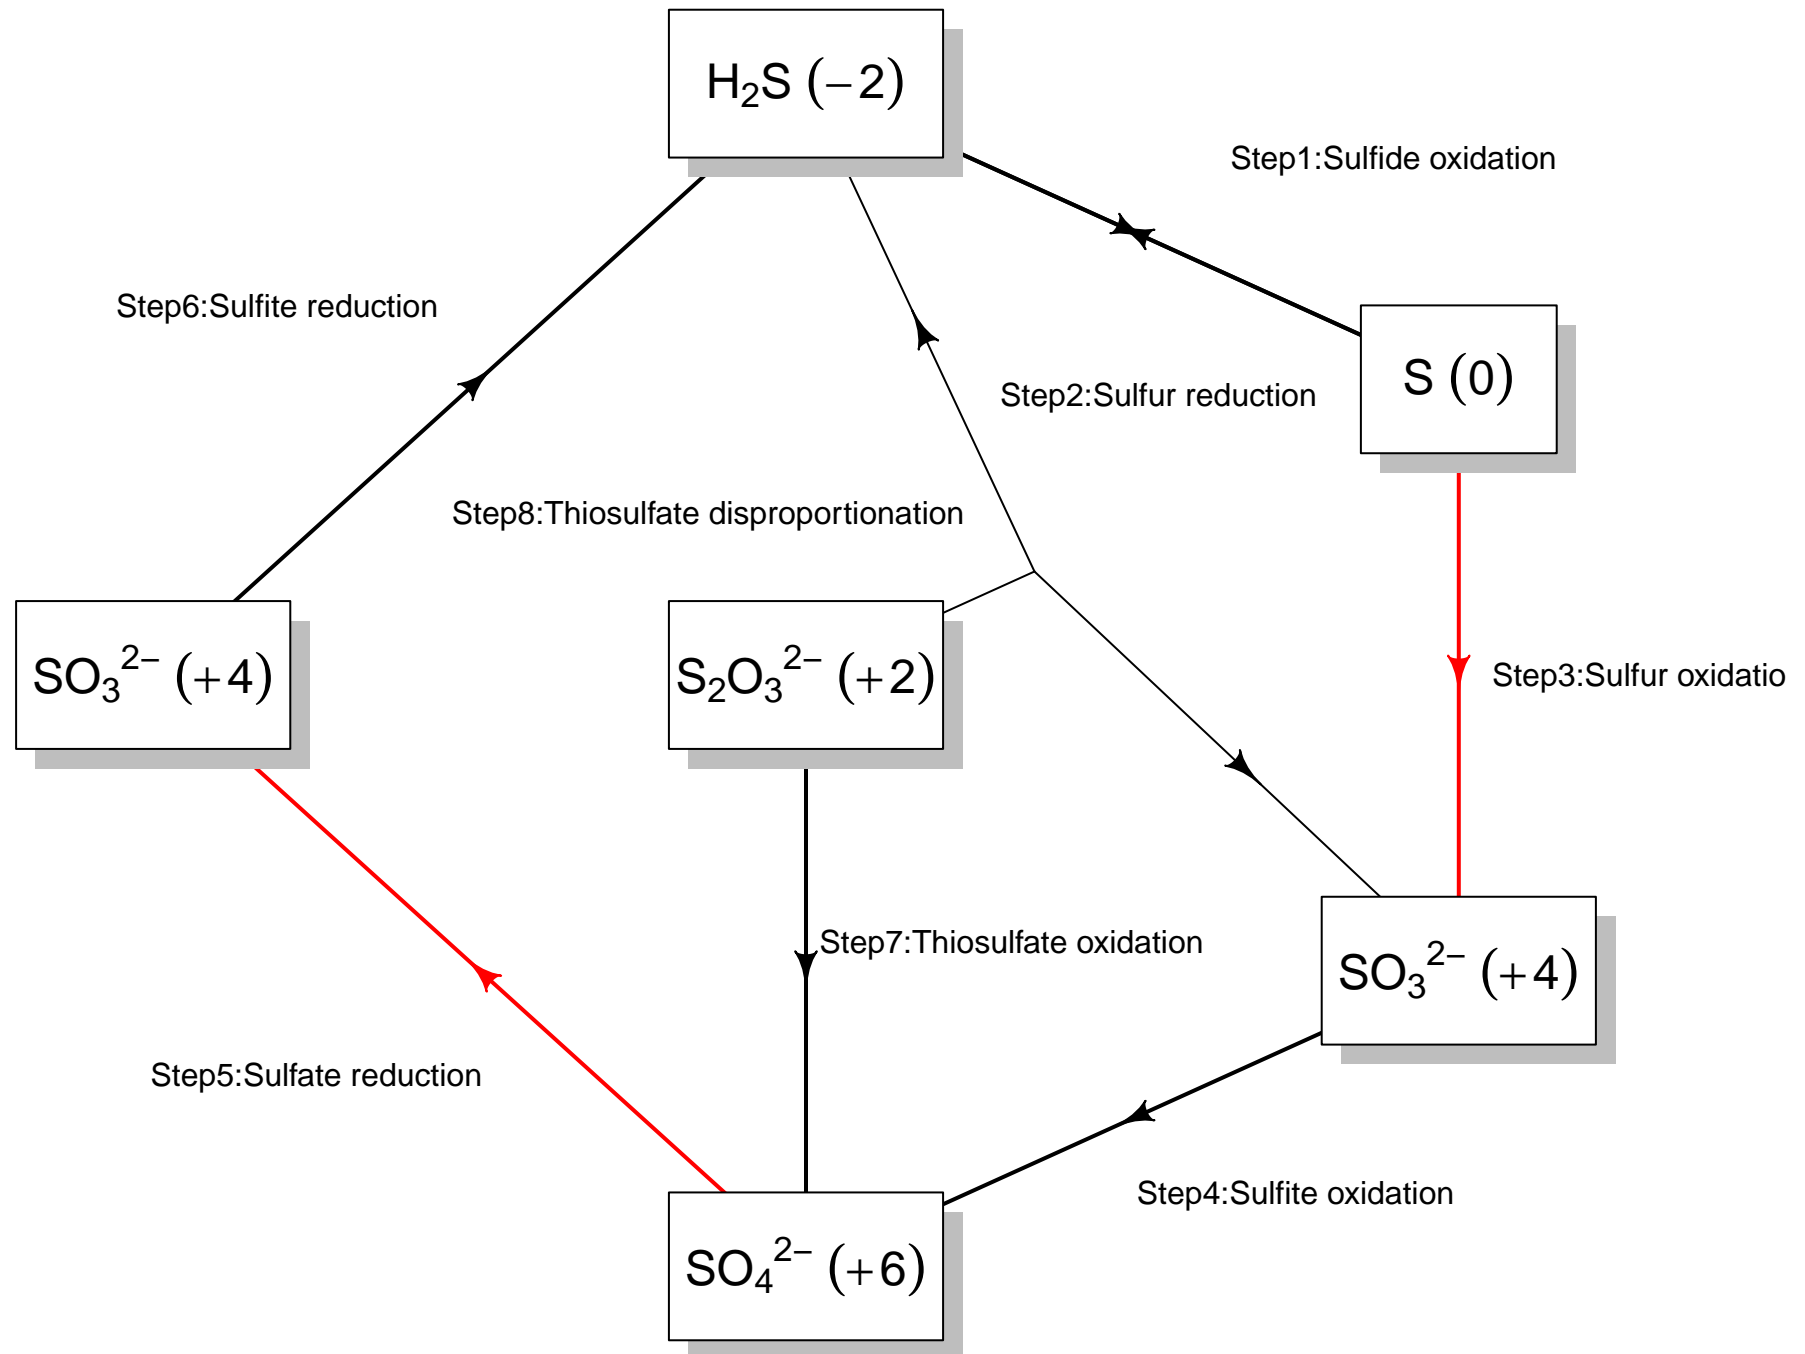 H₂S (−2)
Step1:Sulfide oxidation
Step6:Sulfite reduction
S (0)
Step2:Sulfur reduction
Step8:Thiosulfate disproportionation
SO₃²⁻ (+4)
S₂O₃²⁻ (+2)
Step3:Sulfur oxidatio
Step7:Thiosulfate oxidation
SO₃²⁻ (+4)
Step5:Sulfate reduction
Step4:Sulfite oxidation
SO₄²⁻ (+6)